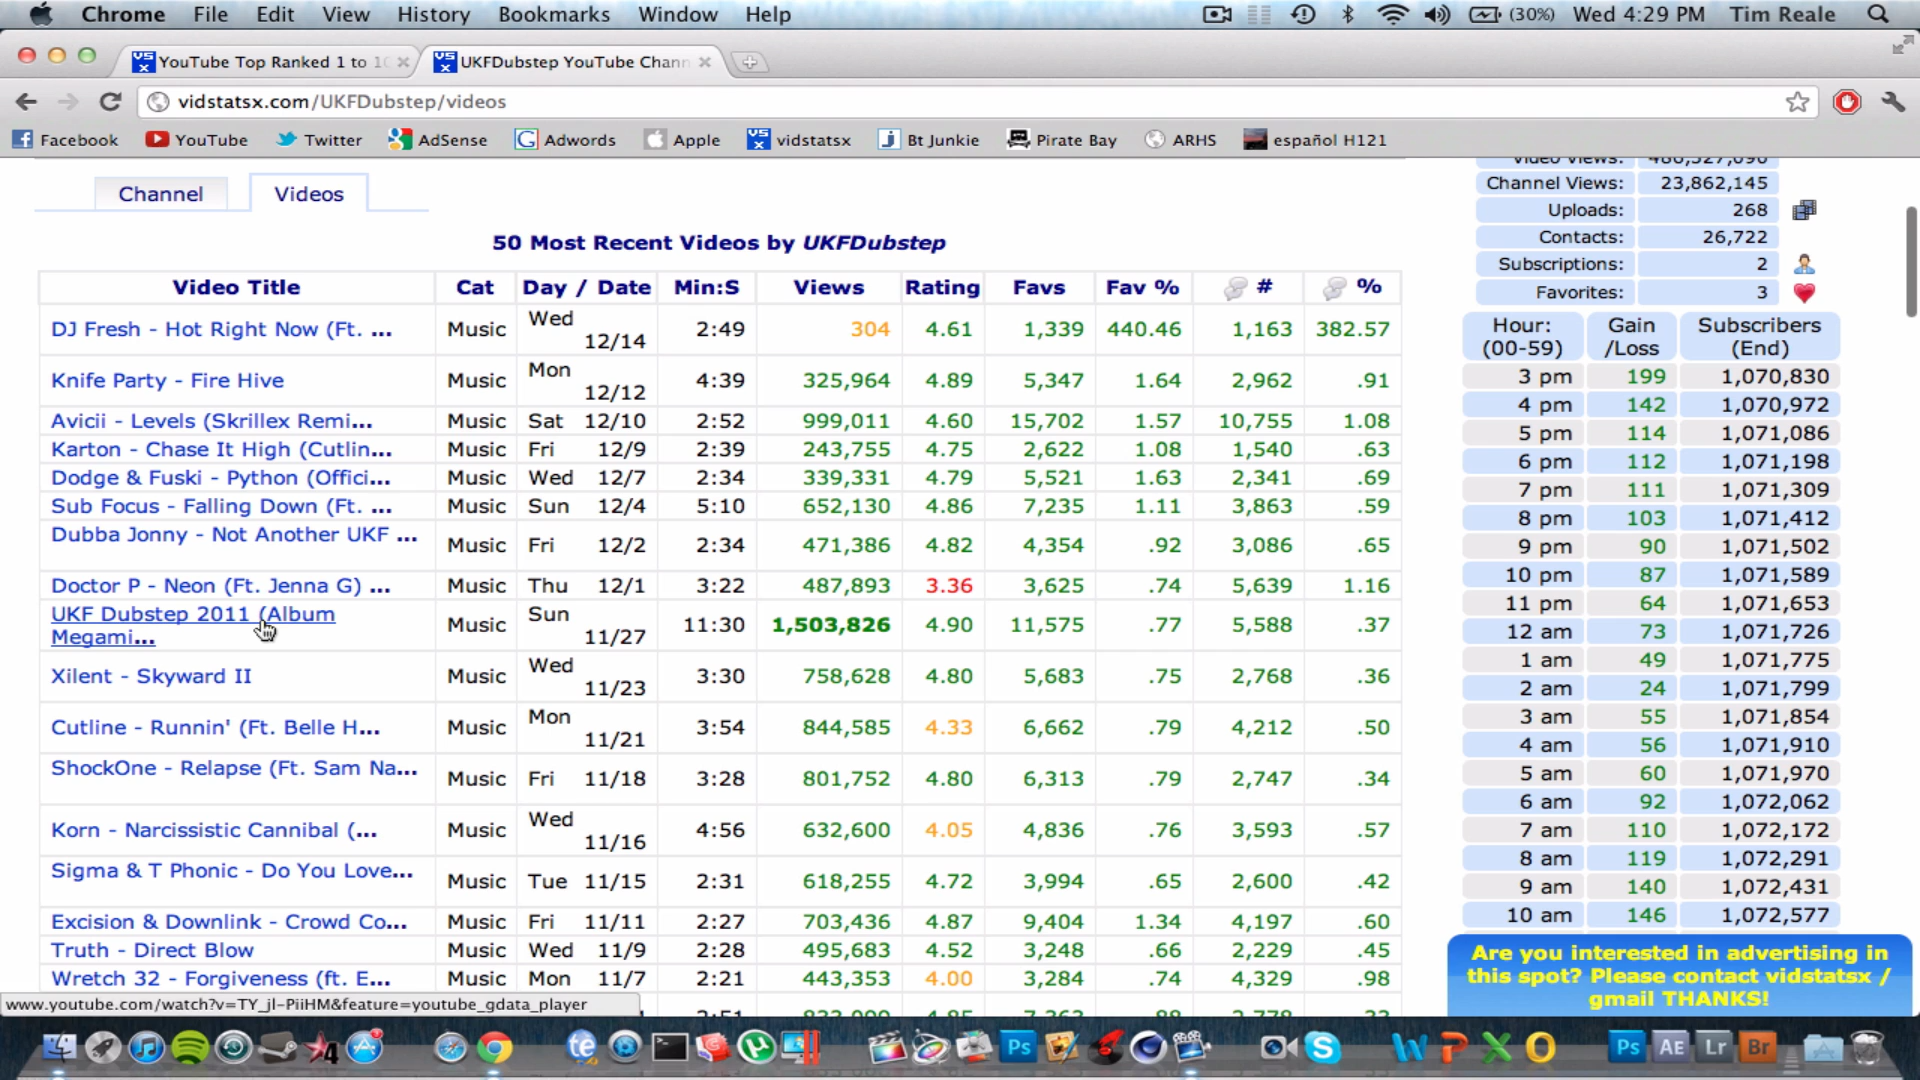 Chrome File Edit View History Bookmarks Window Help (30%) Wed 4:29 PM Tim Reale
YouTube Top Ranked 1 to 10 UKFDubstep YouTube Chann
vidstatsx.com/UKFDubstep/videos
Facebook YouTube Twitter AdSense Adwords Apple vidstatsx Bt Junkie Pirate Bay ARHS español H121
Channel Videos
50 Most Recent Videos by UKFDubstep
Video Title Cat Day / Date Min:S Views Rating Favs Fav % # %
DJ Fresh - Hot Right Now (Ft. ... Music Wed 12/14 2:49 304 4.61 1,339 440.46 1,163 382.57
Knife Party - Fire Hive Music Mon 12/12 4:39 325,964 4.89 5,347 1.64 2,962 .91
Avicii - Levels (Skrillex Remi... Music Sat 12/10 2:52 999,011 4.60 15,702 1.57 10,755 1.08
Karton - Chase It High (Cutlin... Music Fri 12/9 2:39 243,755 4.75 2,622 1.08 1,540 .63
Dodge & Fuski - Python (Offici... Music Wed 12/7 2:34 339,331 4.79 5,521 1.63 2,341 .69
Sub Focus - Falling Down (Ft. ... Music Sun 12/4 5:10 652,130 4.86 7,235 1.11 3,863 .59
Dubba Jonny - Not Another UKF ... Music Fri 12/2 2:34 471,386 4.82 4,354 .92 3,086 .65
Doctor P - Neon (Ft. Jenna G) ... Music Thu 12/1 3:22 487,893 3.36 3,625 .74 5,639 1.16
UKF Dubstep 2011 (Album Megami... Music Sun 11/27 11:30 1,503,826 4.90 11,575 .77 5,588 .37
Xilent - Skyward II Music Wed 11/23 3:30 758,628 4.80 5,683 .75 2,768 .36
Cutline - Runnin' (Ft. Belle H... Music Mon 11/21 3:54 844,585 4.33 6,662 .79 4,212 .50
ShockOne - Relapse (Ft. Sam Na... Music Fri 11/18 3:28 801,752 4.80 6,313 .79 2,747 .34
Korn - Narcissistic Cannibal (... Music Wed 11/16 4:56 632,600 4.05 4,836 .76 3,593 .57
Sigma & T Phonic - Do You Love... Music Tue 11/15 2:31 618,255 4.72 3,994 .65 2,600 .42
Excision & Downlink - Crowd Co... Music Fri 11/11 2:27 703,436 4.87 9,404 1.34 4,197 .60
Truth - Direct Blow Music Wed 11/9 2:28 495,683 4.52 3,248 .66 2,229 .45
Wretch 32 - Forgiveness (ft. E... Music Mon 11/7 2:21 443,353 4.00 3,284 .74 4,329 .98
www.youtube.com/watch?v=TY_jl-PiiHM&feature=youtube_gdata_player
Video Views:
Channel Views: 23,862,145
Uploads: 268
Contacts: 26,722
Subscriptions: 2
Favorites: 3
Hour: (00-59) Gain /Loss Subscribers (End)
3 pm 199 1,070,830
4 pm 142 1,070,972
5 pm 114 1,071,086
6 pm 112 1,071,198
7 pm 111 1,071,309
8 pm 103 1,071,412
9 pm 90 1,071,502
10 pm 87 1,071,589
11 pm 64 1,071,653
12 am 73 1,071,726
1 am 49 1,071,775
2 am 24 1,071,799
3 am 55 1,071,854
4 am 56 1,071,910
5 am 60 1,071,970
6 am 92 1,072,062
7 am 110 1,072,172
8 am 119 1,072,291
9 am 140 1,072,431
10 am 146 1,072,577
Are you interested in advertising in
this spot? Please contact vidstatsx /
gmail THANKS!
Ps Ps AE Lr Br